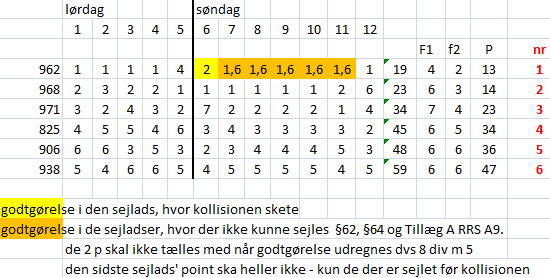 lørdag søndag
1 2 3 4 5 6 7 8 9 10 11 12
F1 f2 P nr
962 1 1 1 1 4 2 1,6 1,6 1,6 1,6 1,6 1 19 4 2 13 1
968 2 3 2 2 1 1 1 1 1 2 6 23 6 3 14 2
971 3 2 4 3 2 7 2 2 2 1 2 4 34 7 4 23 3
825 4 5 5 4 6 3 4 3 3 3 3 2 45 6 5 34 4
906 6 6 3 5 3 2 3 4 4 4 5 3 48 6 6 36 5
938 5 4 6 6 5 4 5 5 5 5 4 5 59 6 6 47 6
godtgørelse i den sejlads, hvor kollisionen skete
godtgørelse i de sejladser, hvor der ikke kunne sejles §62, §64 og Tillæg A RRS A9.
de 2 p skal ikke tælles med når godtgørelse udregnes dvs 8 div m 5
den sidste sejlads' point ska heller ikke - kun de der er sejlet før kollisionen